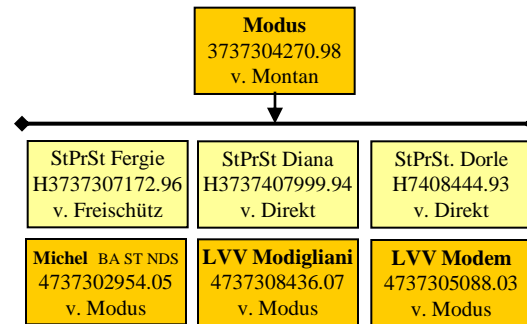 Modus
3737304270.98
v. Montan
StPrSt Fergie
H3737307172.96
v. Freischütz
StPrSt Diana
H3737407999.94
v. Direkt
StPrSt. Dorle
H7408444.93
v. Direkt
Michel BA ST NDS
4737302954.05
v. Modus
LVV Modigliani
4737308436.07
v. Modus
LVV Modem
4737305088.03
v. Modus